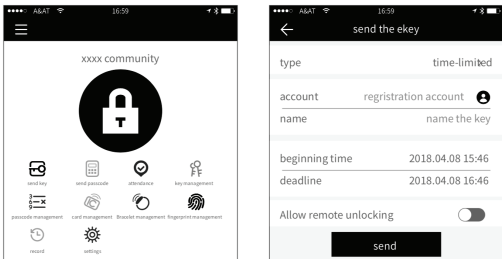 A&AT 16:59
xxxx community
T
send key send passcode attendance key management
passcode management card management Bracelet management fingerprint management
record settings
A&AT 16:59
send the ekey
type time-limited
account regristration account
name name the key
beginning time 2018.04.08 15:46
deadline 2018.04.08 16:46
Allow remote unlocking
send